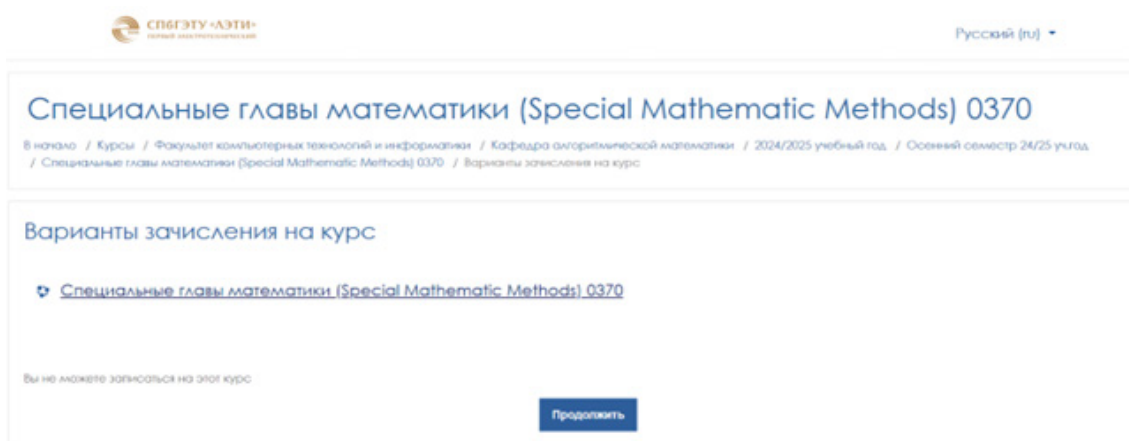 СПбГЭТУ «ЛЭТИ»
ПЕРВЫЙ ЭЛЕКТРОТЕХНИЧЕСКИЙ
Русский (ru)
Специальные главы математики (Special Mathematic Methods) 0370
В начало / Курсы / Факультет компьютерных технологий и информатики / Кафедра алгоритмической математики / 2024/2025 учебный год / Осенний семестр 24/25 уч.год
/ Специальные главы математики (Special Mathematic Methods) 0370 / Варианты зачисления на курс
Варианты зачисления на курс
Специальные главы математики (Special Mathematic Methods) 0370
Вы не можете записаться на этот курс
Продолжить